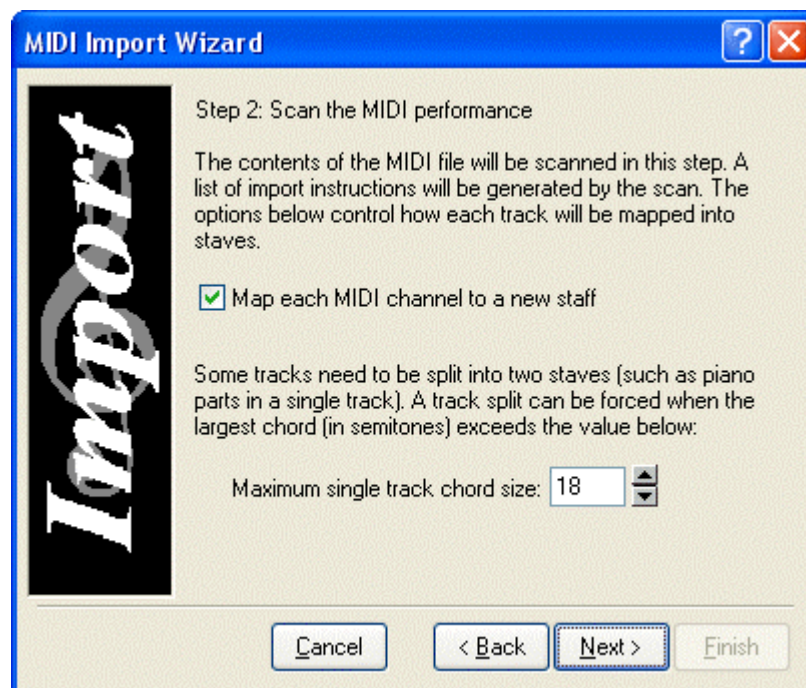 MIDI Import Wizard
?
Import
Step 2: Scan the MIDI performance
The contents of the MIDI file will be scanned in this step. A
list of import instructions will be generated by the scan. The
options below control how each track will be mapped into
staves.
Map each MIDI channel to a new staff
Some tracks need to be split into two staves (such as piano
parts in a single track). A track split can be forced when the
largest chord (in semitones) exceeds the value below:
Maximum single track chord size: 18
Cancel < Back Next > Finish